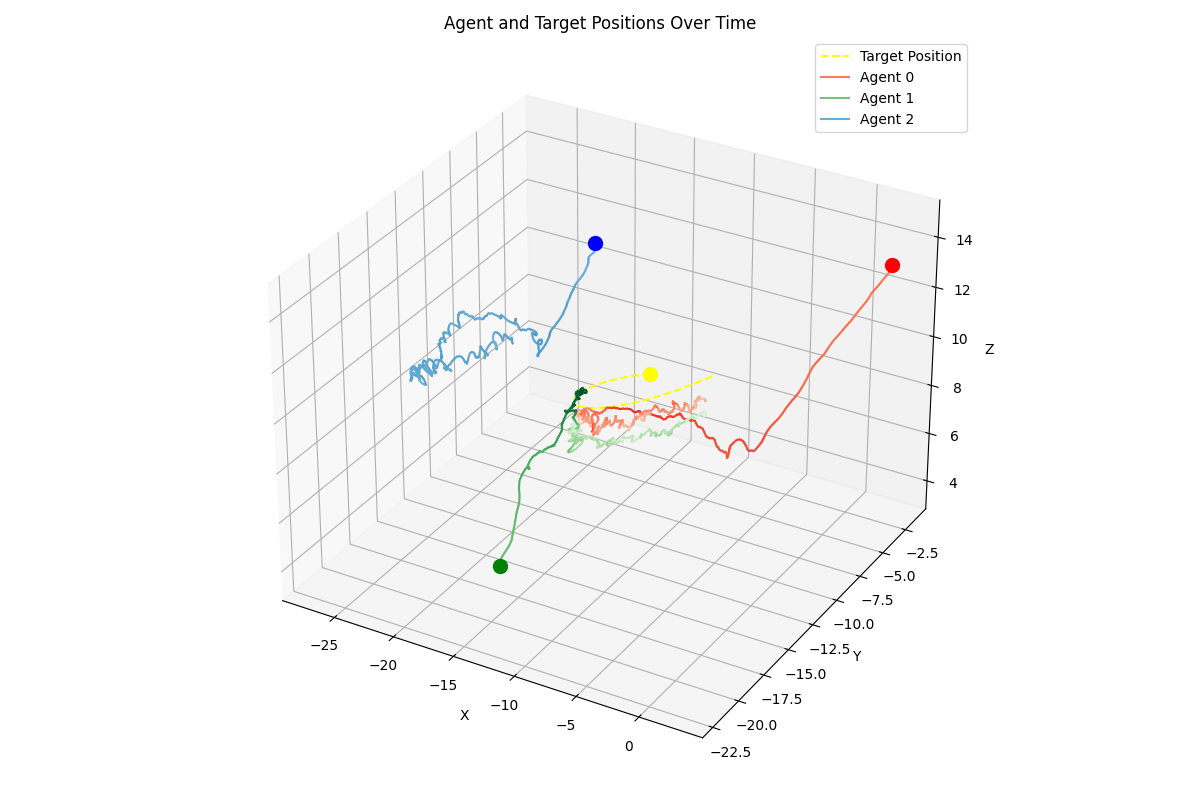 Agent and Target Positions Over Time
Target Position
Agent 0
Agent 1
Agent 2
14
12
10
8
6
4
Z
−2.5
−5.0
−7.5
−10.0
−12.5
−15.0
−17.5
−20.0
−22.5
Y
−25
−20
−15
−10
−5
0
X